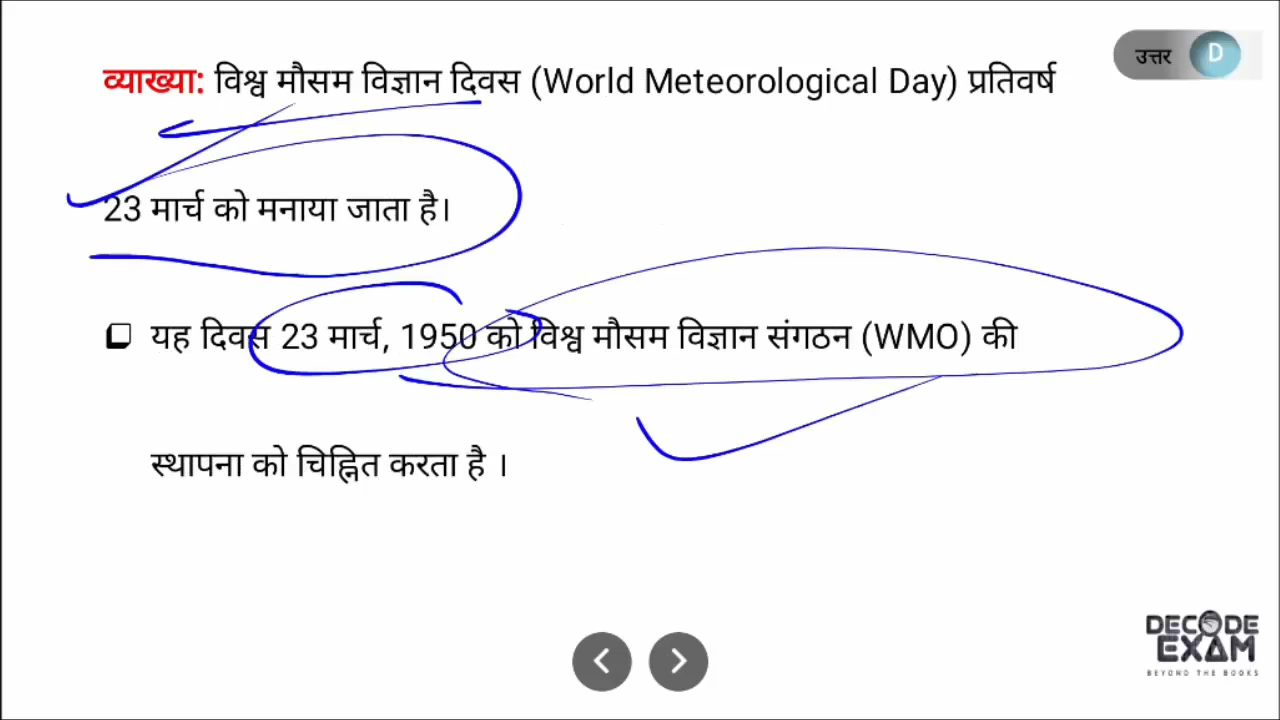 उत्तर D
व्याख्या: विश्व मौसम विज्ञान दिवस (World Meteorological Day) प्रतिवर्ष
23 मार्च को मनाया जाता है।
❑ यह दिवस 23 मार्च, 1950 को विश्व मौसम विज्ञान संगठन (WMO) की
स्थापना को चिह्नित करता है ।
DECODE
EXAM
BEYOND THE BOOKS